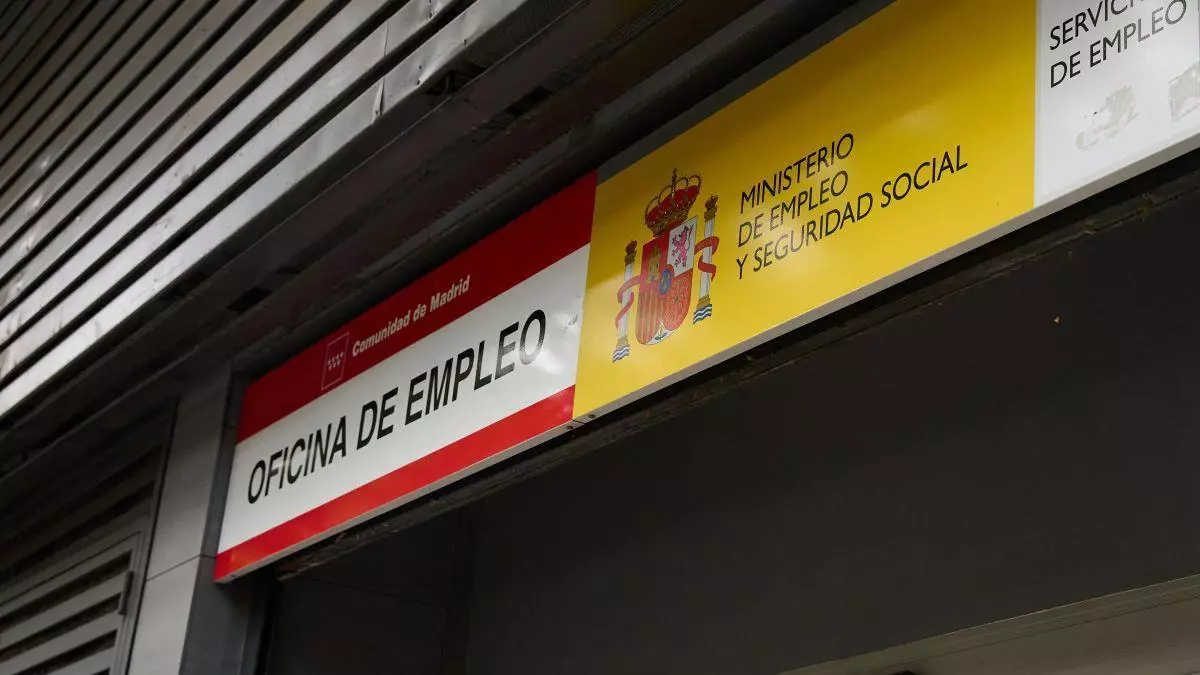 Comunidad de Madrid
OFICINA DE EMPLEO
MINISTERIO
DE EMPLEO
Y SEGURIDAD SOCIAL
DE EMPLEO